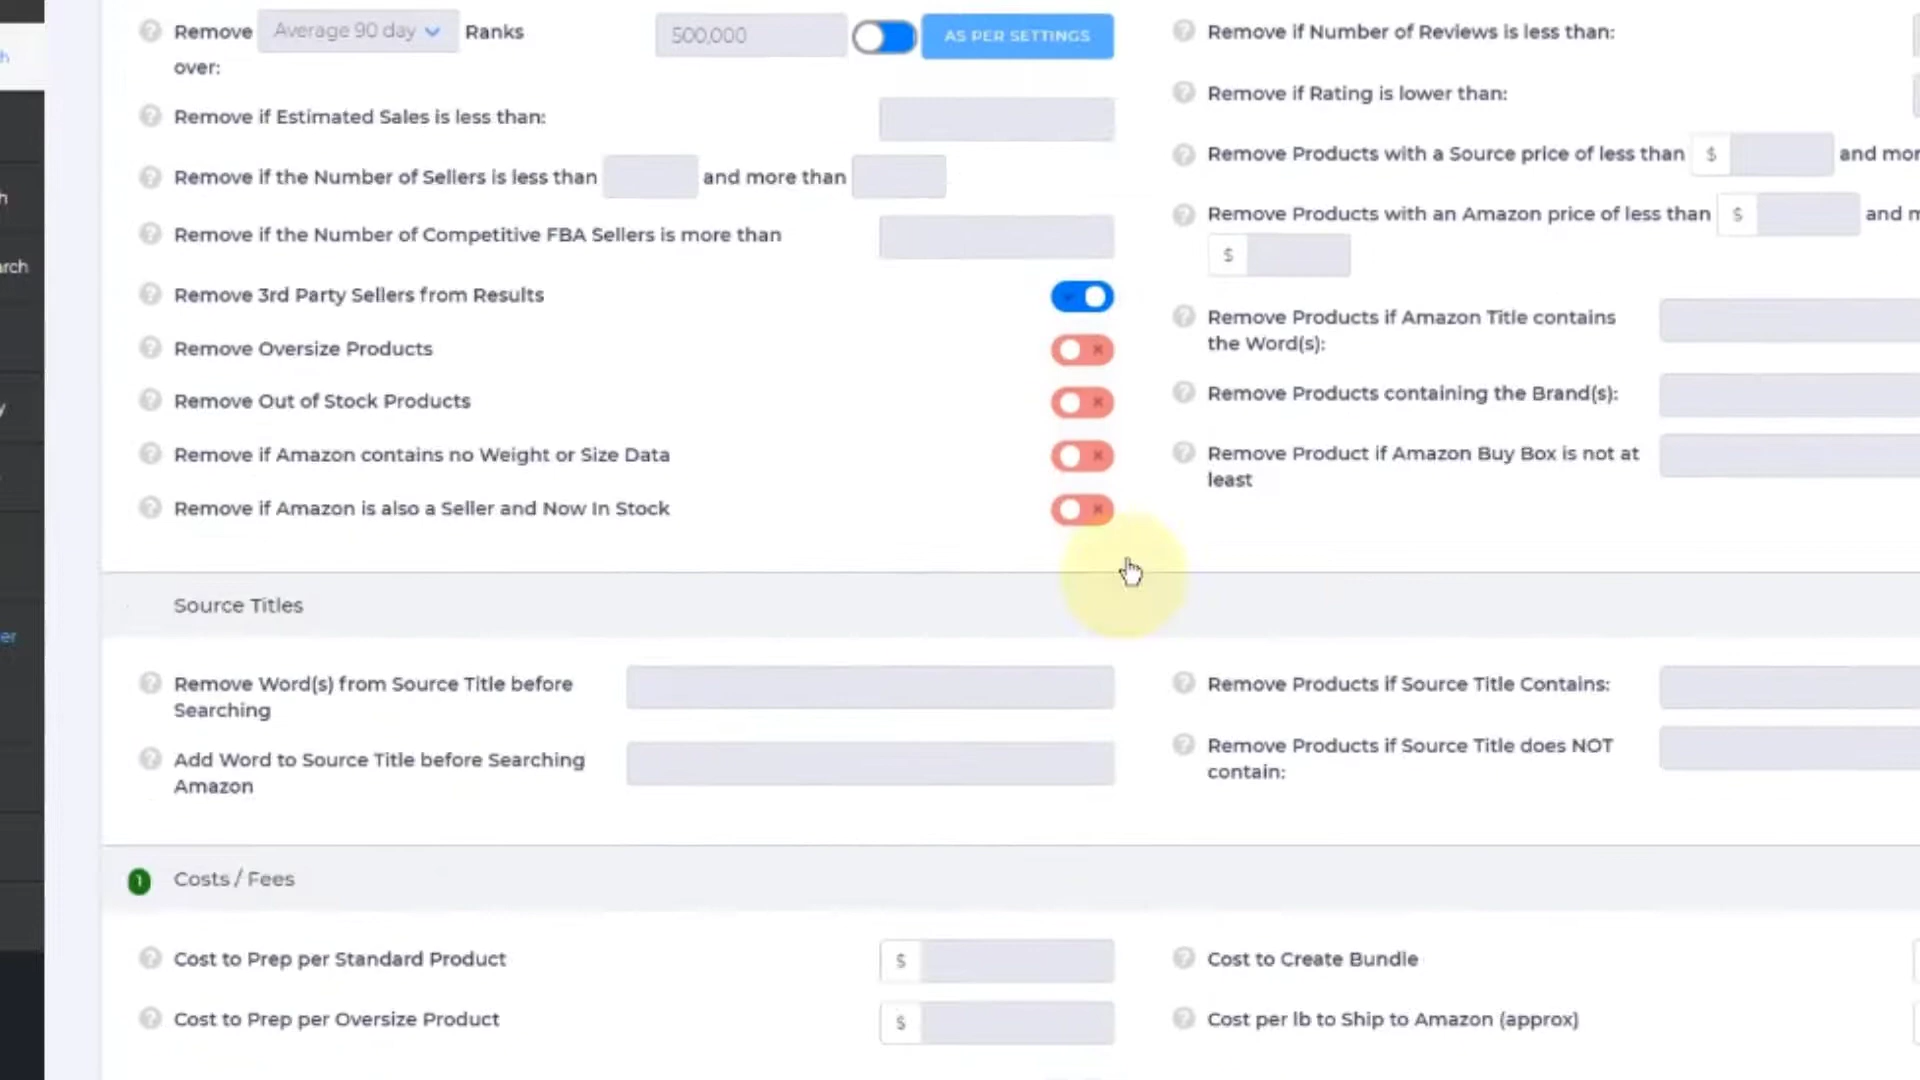 Remove Average 90 day Ranks over:
500,000
AS PER SETTINGS
Remove if Estimated Sales is less than:
Remove if the Number of Sellers is less than and more than
Remove if the Number of Competitive FBA Sellers is more than
Remove 3rd Party Sellers from Results
Remove Oversize Products
Remove Out of Stock Products
Remove if Amazon contains no Weight or Size Data
Remove if Amazon is also a Seller and Now In Stock
Remove if Number of Reviews is less than:
Remove if Rating is lower than:
Remove Products with a Source price of less than $ and mor
Remove Products with an Amazon price of less than $ and m
$
Remove Products if Amazon Title contains
the Word(s):
Remove Products containing the Brand(s):
Remove Product if Amazon Buy Box is not at
least
Source Titles
Remove Word(s) from Source Title before
Searching
Add Word to Source Title before Searching
Amazon
Remove Products if Source Title Contains:
Remove Products if Source Title does NOT
contain:
1 Costs / Fees
Cost to Prep per Standard Product $
Cost to Prep per Oversize Product $
Cost to Create Bundle
Cost per lb to Ship to Amazon (approx)
h
h
arch
y
er